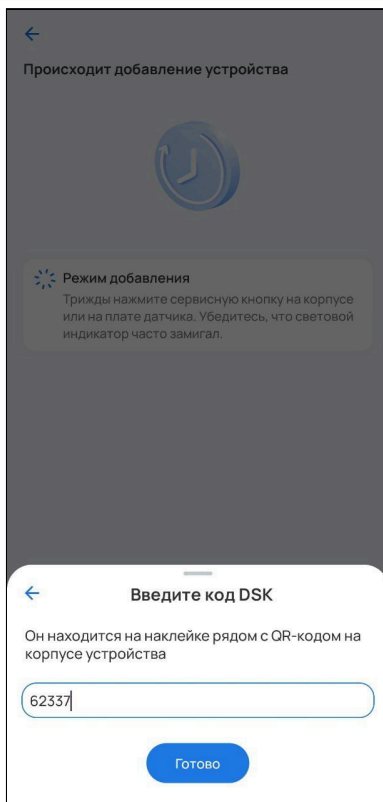 Происходит добавление устройства
Режим добавления
Трижды нажмите сервисную кнопку на корпусе
или на плате датчика. Убедитесь, что световой
индикатор часто замигал.
Введите код DSK
Он находится на наклейке рядом с QR-кодом на
корпусе устройства
62337
Готово